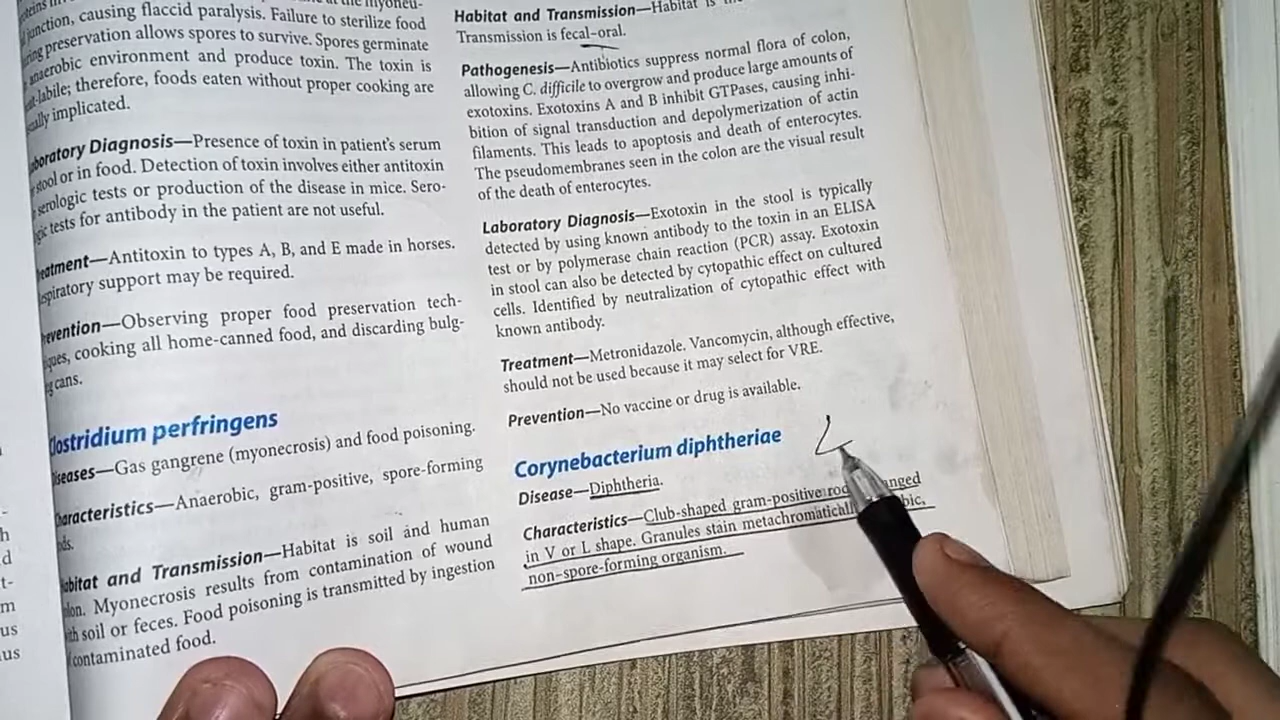 junction, causing flaccid paralysis. Failure to sterilize food
preservation allows spores to survive. Spores germinate
anaerobic environment and produce toxin. The toxin is
labile; therefore, foods eaten without proper cooking are
implicated.
Laboratory Diagnosis—Presence of toxin in patient's serum
stool or in food. Detection of toxin involves either antitoxin
serologic tests or production of the disease in mice. Sero-
tests for antibody in the patient are not useful.
Treatment—Antitoxin to types A, B, and E made in horses.
respiratory support may be required.
Prevention—Observing proper food preservation tech-
niques, cooking all home-canned food, and discarding bulg-
cans.
Clostridium perfringens
Diseases—Gas gangrene (myonecrosis) and food poisoning.
Characteristics—Anaerobic, gram-positive, spore-forming
Habitat and Transmission—Habitat is soil and human
colon. Myonecrosis results from contamination of wound
with soil or feces. Food poisoning is transmitted by ingestion
contaminated food.
Habitat and Transmission—Habitat is
Transmission is fecal–oral.
Pathogenesis—Antibiotics suppress normal flora of colon,
allowing C. difficile to overgrow and produce large amounts of
exotoxins. Exotoxins A and B inhibit GTPases, causing inhi-
bition of signal transduction and depolymerization of actin
filaments. This leads to apoptosis and death of enterocytes.
The pseudomembranes seen in the colon are the visual result
of the death of enterocytes.
Laboratory Diagnosis—Exotoxin in the stool is typically
detected by using known antibody to the toxin in an ELISA
test or by polymerase chain reaction (PCR) assay. Exotoxin
in stool can also be detected by cytopathic effect on cultured
cells. Identified by neutralization of cytopathic effect with
known antibody.
Treatment—Metronidazole. Vancomycin, although effective,
should not be used because it may select for VRE.
Prevention—No vaccine or drug is available.
Corynebacterium diphtheriae
L
Disease—Diphtheria.
Characteristics—Club-shaped gram-positive rods
in V or L shape. Granules stain metachromatically.
non–spore-forming organism.